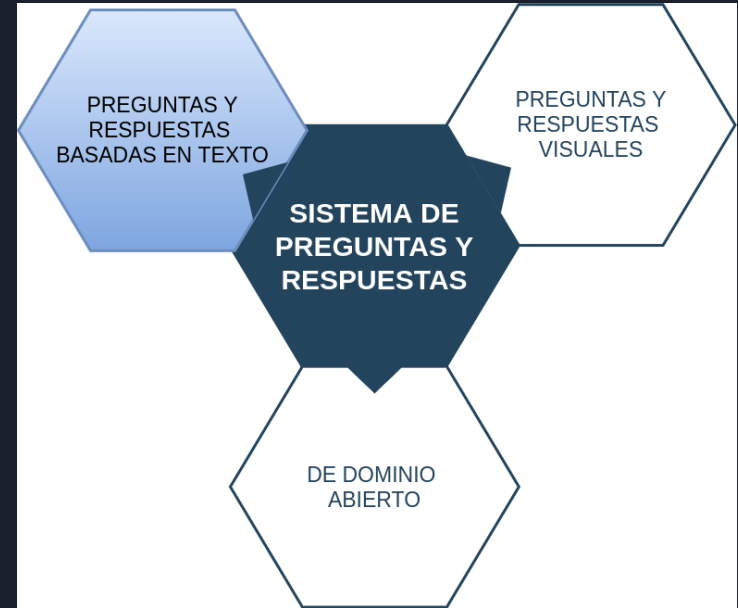 PREGUNTAS Y
RESPUESTAS
BASADAS EN TEXTO
PREGUNTAS Y
RESPUESTAS
VISUALES
SISTEMA DE
PREGUNTAS Y
RESPUESTAS
DE DOMINIO
ABIERTO